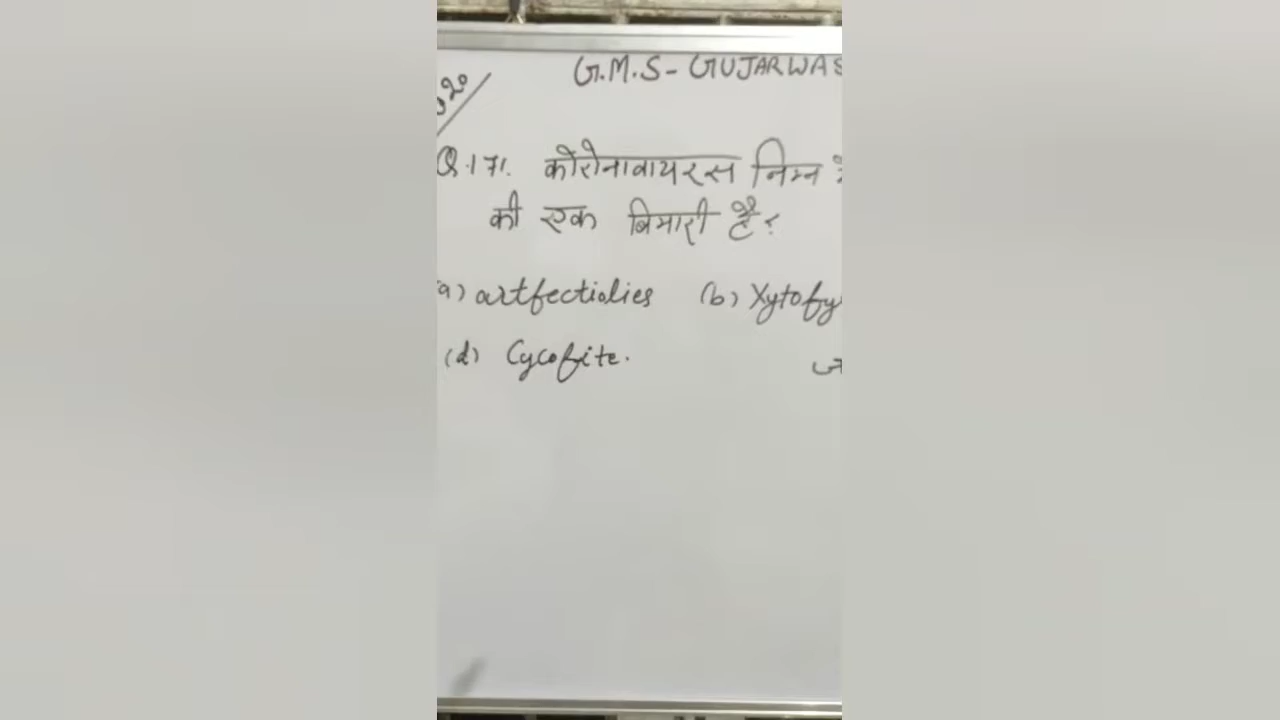 G.M.S - GUJARWAS
Q.171. कोरोनावायरस निम्न
की एक बिमारी है?
(a) artfectiolies (b) Xytofy
(d) Cycofite.